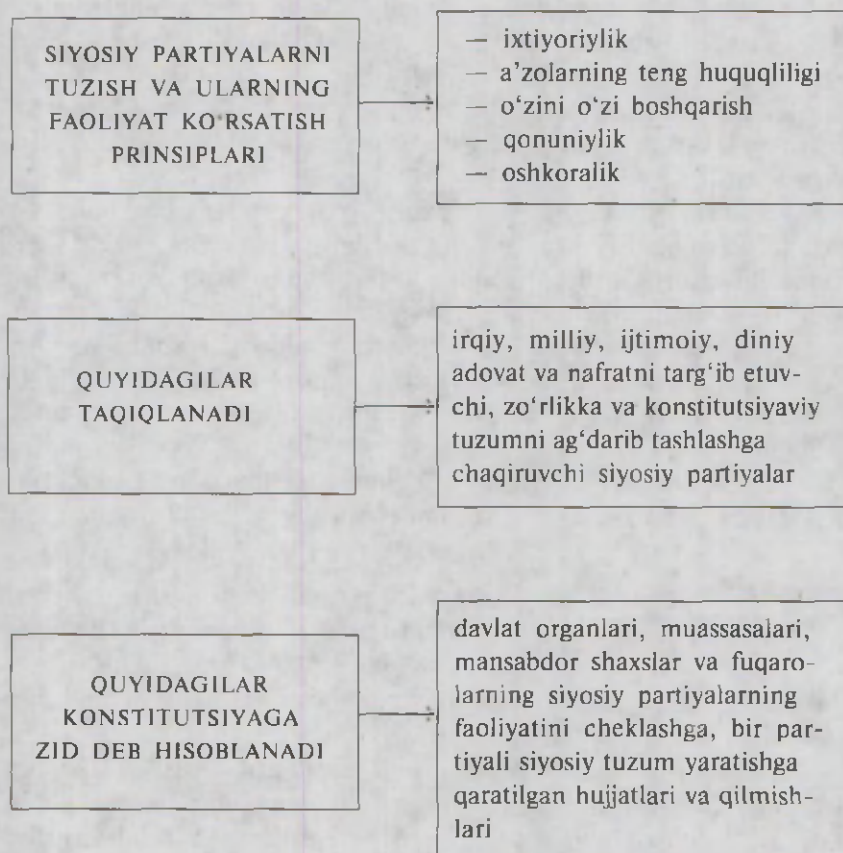 SIYOSIY PARTIYALARNI
TUZISH VA ULARNING
FAOLIYAT KO‘RSATISH
PRINSIPLARI
— ixtiyoriylik
— a’zolarning teng huquqliligi
— o‘zini o‘zi boshqarish
— qonuniylik
— oshkoralik
QUYIDAGILAR
TAQIQLANADI
irqiy, milliy, ijtimoiy, diniy
adovat va nafratni targ‘ib etuv-
chi, zo‘rlikka va konstitutsiyaviy
tuzumni ag‘darib tashlashga
chaqiruvchi siyosiy partiyalar
QUYIDAGILAR
KONSTITUTSIYAGA
ZID DEB HISOBLANADI
davlat organlari, muassasalari,
mansabdor shaxslar va fuqaro-
larning siyosiy partiyalarning
faoliyatini cheklashga, bir par-
tiyali siyosiy tuzum yaratishga
qaratilgan hujjatlari va qilmish-
lari